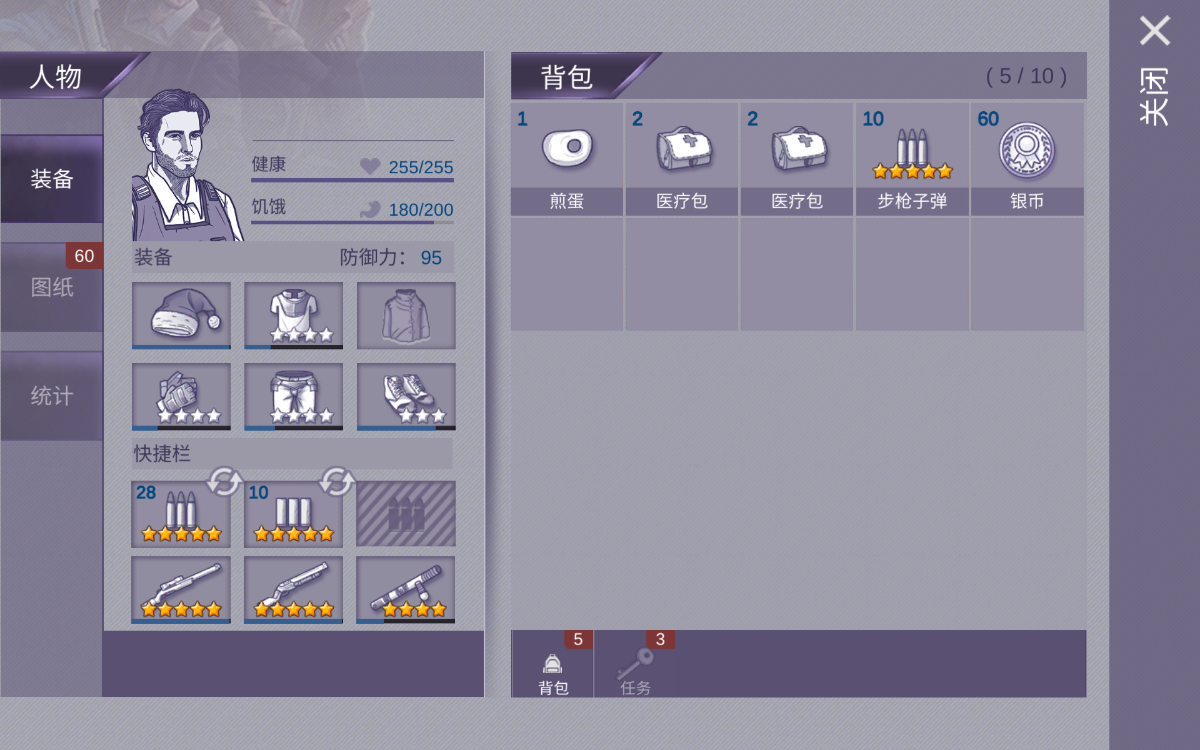 人物
装备
60
图纸
统计
健康 255/255
饥饿 180/200
装备 防御力： 95
快捷栏
28 10
背包 ( 5 / 10 )
1 2 2 10 60
煎蛋 医疗包 医疗包 步枪子弹 银币
5 3
背包 任务
关闭